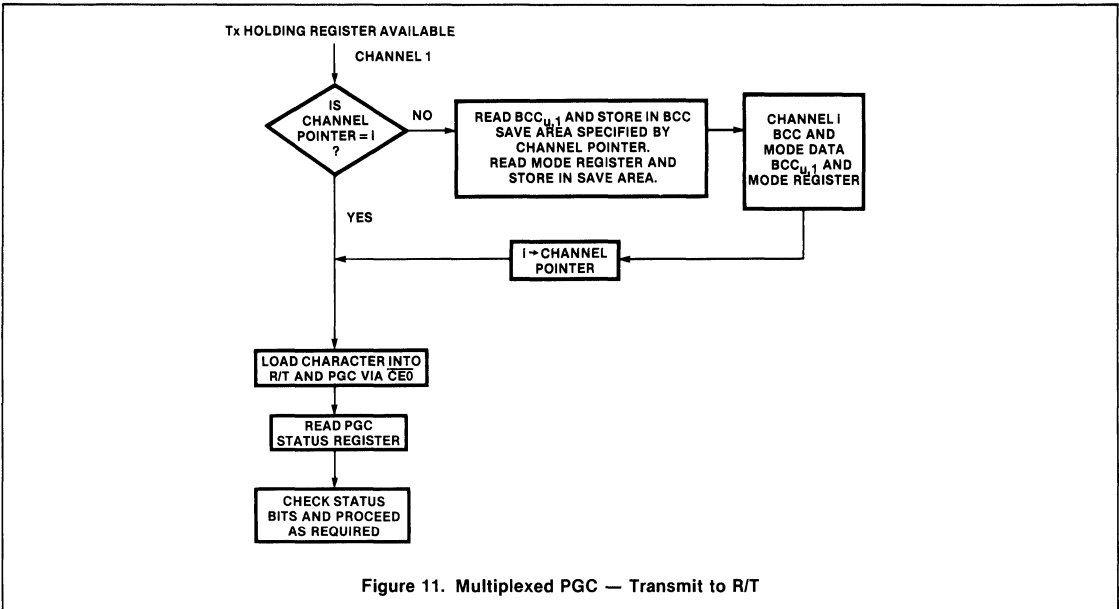 Tx HOLDING REGISTER AVAILABLE
CHANNEL 1
IS
CHANNEL
POINTER = i
?
NO
READ BCCu,1 AND STORE IN BCC
SAVE AREA SPECIFIED BY
CHANNEL POINTER.
READ MODE REGISTER AND
STORE IN SAVE AREA.
CHANNEL i
BCC AND
MODE DATA
BCCu,1 AND
MODE REGISTER
YES
i → CHANNEL
POINTER
LOAD CHARACTER INTO
R/T AND PGC VIA C̅E̅0̅
READ PGC
STATUS REGISTER
CHECK STATUS
BITS AND PROCEED
AS REQUIRED
Figure 11. Multiplexed PGC — Transmit to R/T